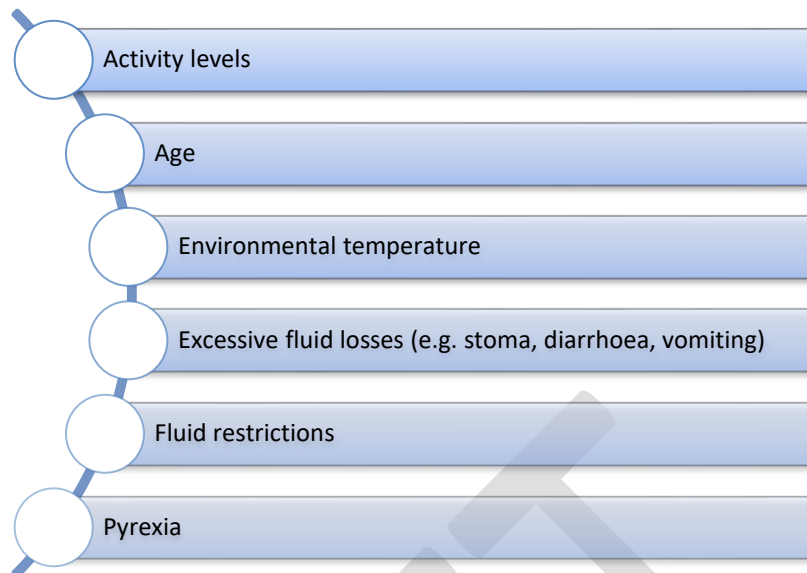 Activity levels
Age
Environmental temperature
Excessive fluid losses (e.g. stoma, diarrhoea, vomiting)
Fluid restrictions
Pyrexia